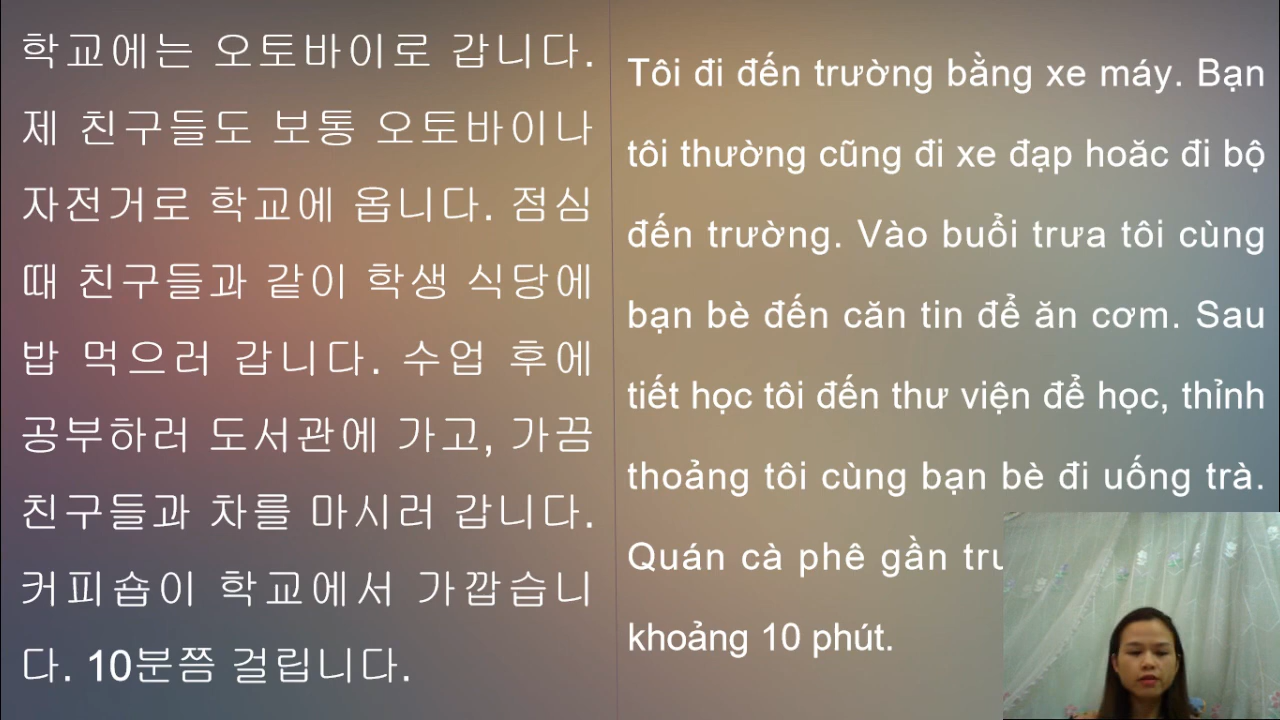 학교에는 오토바이로 갑니다.
제 친구들도 보통 오토바이나
자전거로 학교에 옵니다. 점심
때 친구들과 같이 학생 식당에
밥 먹으러 갑니다. 수업 후에
공부하러 도서관에 가고, 가끔
친구들과 차를 마시러 갑니다.
커피숍이 학교에서 가깝습니
다. 10분쯤 걸립니다.
Tôi đi đến trường bằng xe máy. Bạn
tôi thường cũng đi xe đạp hoăc đi bộ
đến trường. Vào buổi trưa tôi cùng
bạn bè đến căn tin để ăn cơm. Sau
tiết học tôi đến thư viện để học, thỉnh
thoảng tôi cùng bạn bè đi uống trà.
Quán cà phê gần
khoảng 10 phút.